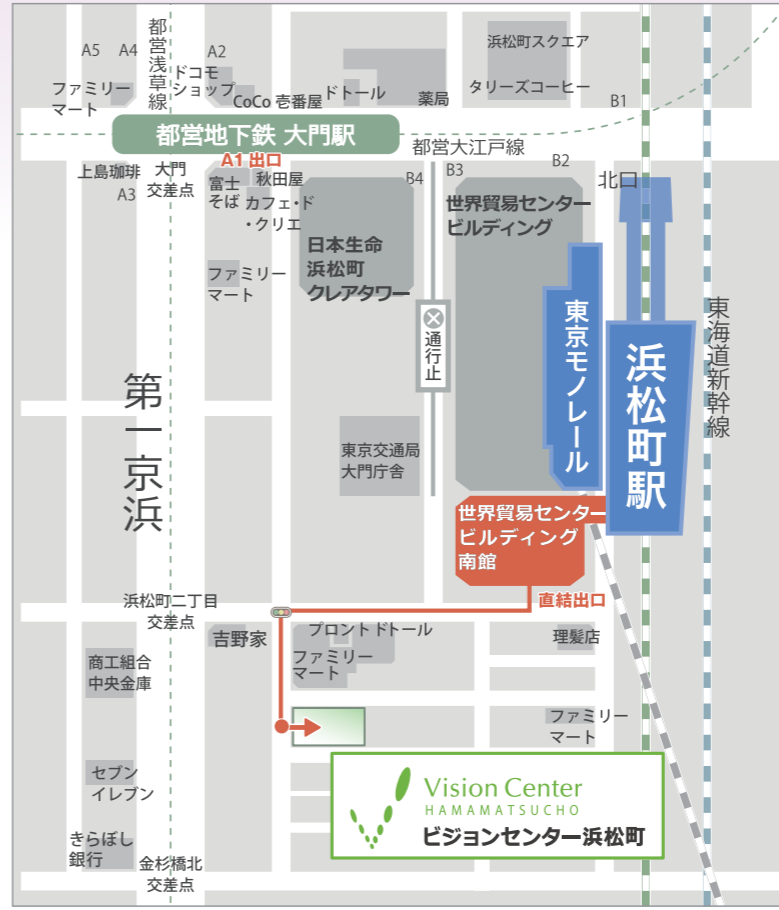 都営浅草線
A5
A4
A2
ファミリー
マート
ドコモ
ショップ
CoCo 壱番屋
ドトール
薬局
浜松町スクエア
タリーズコーヒー
B1
都営地下鉄 大門駅
都営大江戸線
A1 出口
上島珈琲
A3
大門
交差点
富士
そば
秋田屋
カフェ・ド
・クリエ
B4
B3
B2
北口
世界貿易センター
ビルディング
日本生命
浜松町
クレアタワー
ファミリー
マート
通行止
東京モノレール
浜松町駅
東海道新幹線
第一京浜
東京交通局
大門庁舎
世界貿易センター
ビルディング
南館
直結出口
浜松町二丁目
交差点
吉野家
プロント
ドトール
ファミリー
マート
理髪店
商工組合
中央金庫
ファミリー
マート
セブン
イレブン
Vision Center
HAMAMATSUCHO
ビジョンセンター浜松町
きらぼし
銀行
金杉橋北
交差点